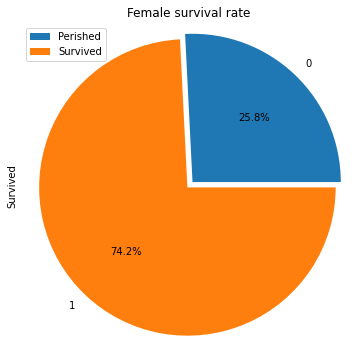 Female survival rate
Perished
Survived
0
25.8%
Survived
74.2%
1